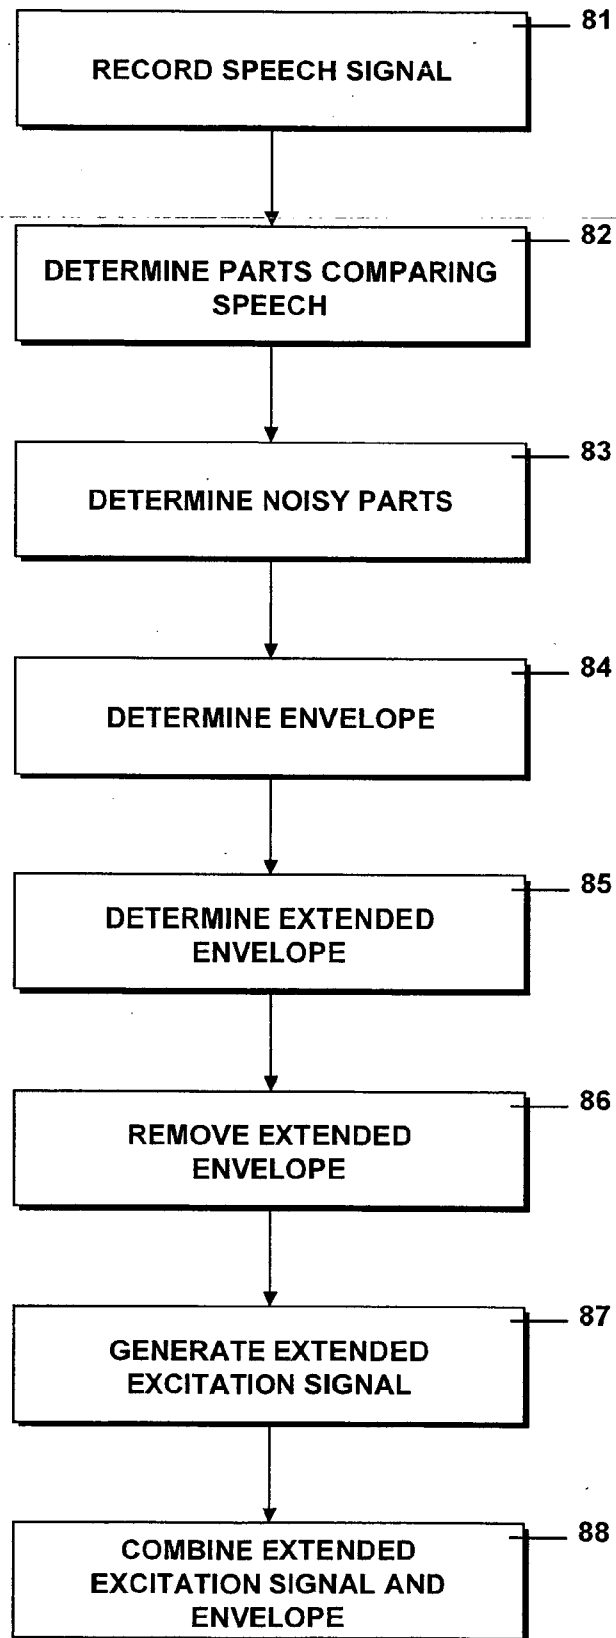 81
RECORD SPEECH SIGNAL
82
DETERMINE PARTS COMPARING
SPEECH
83
DETERMINE NOISY PARTS
84
DETERMINE ENVELOPE
85
DETERMINE EXTENDED
ENVELOPE
86
REMOVE EXTENDED
ENVELOPE
87
GENERATE EXTENDED
EXCITATION SIGNAL
88
COMBINE EXTENDED
EXCITATION SIGNAL AND
ENVELOPE